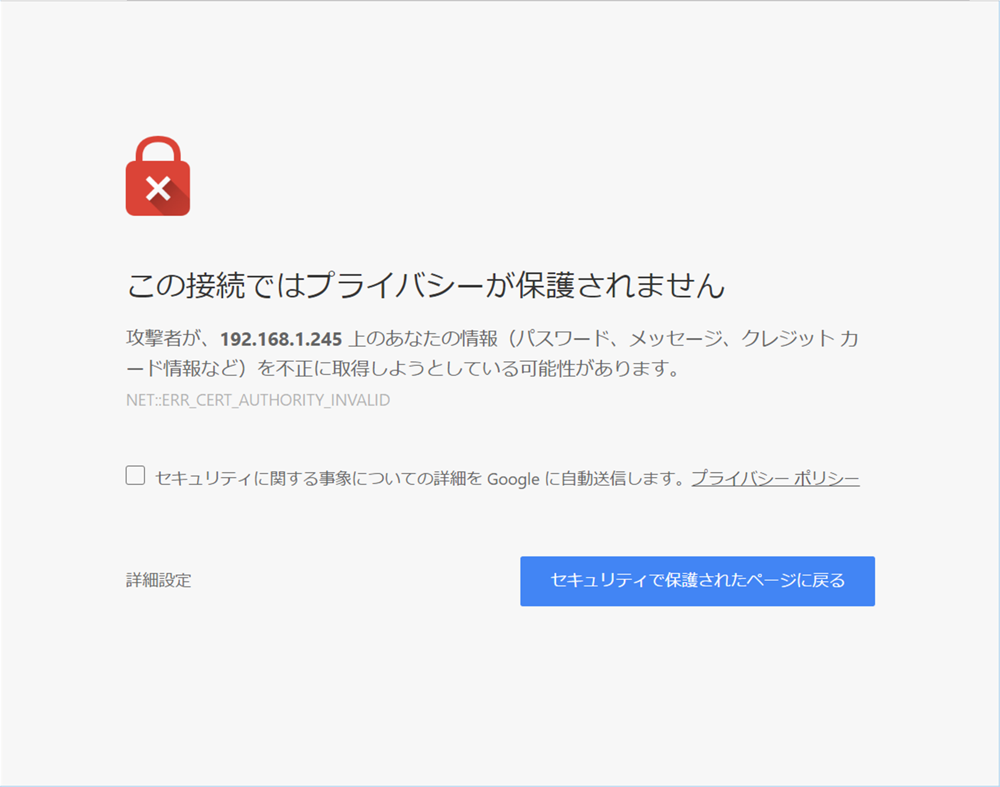 この接続ではプライバシーが保護されません
攻撃者が、192.168.1.245 上のあなたの情報（パスワード、メッセージ、クレジット カ
ード情報など）を不正に取得しようとしている可能性があります。
NET::ERR_CERT_AUTHORITY_INVALID
セキュリティに関する事象についての詳細を Google に自動送信します。プライバシー ポリシー
詳細設定
セキュリティで保護されたページに戻る